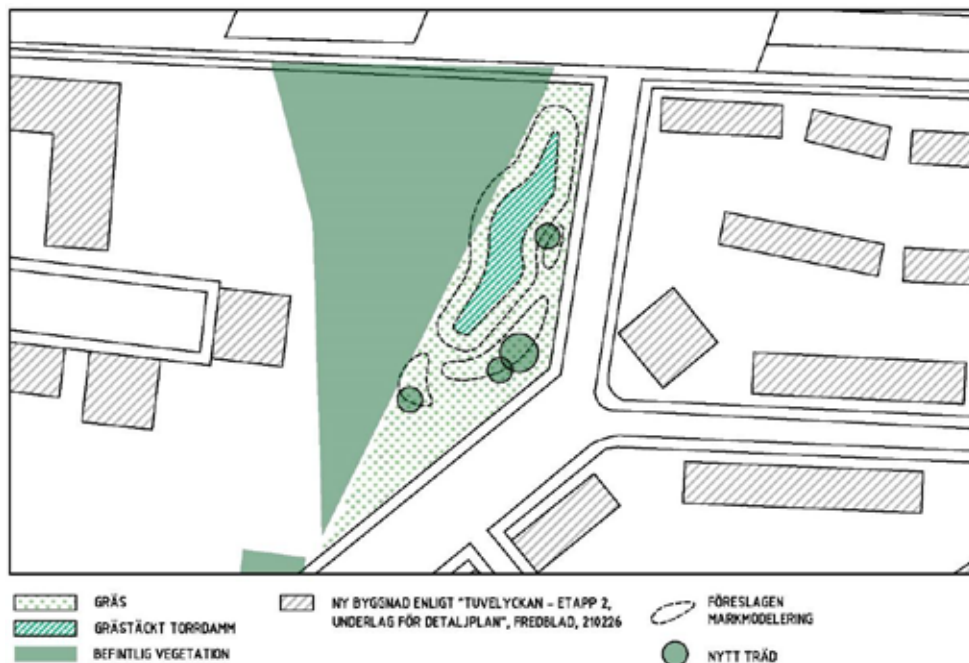 GRÄS
GRÄSTÄCKT TORRDAMM
BEFINTLIG VEGETATION
NY BYGGNAD ENLIGT "TUVELYCKAN - ETAPP 2,
UNDERLAG FÖR DETALJPLAN", FREDBLAD, 210226
FÖRESLAGEN
MARKMODELERING
NYTT TRÄD